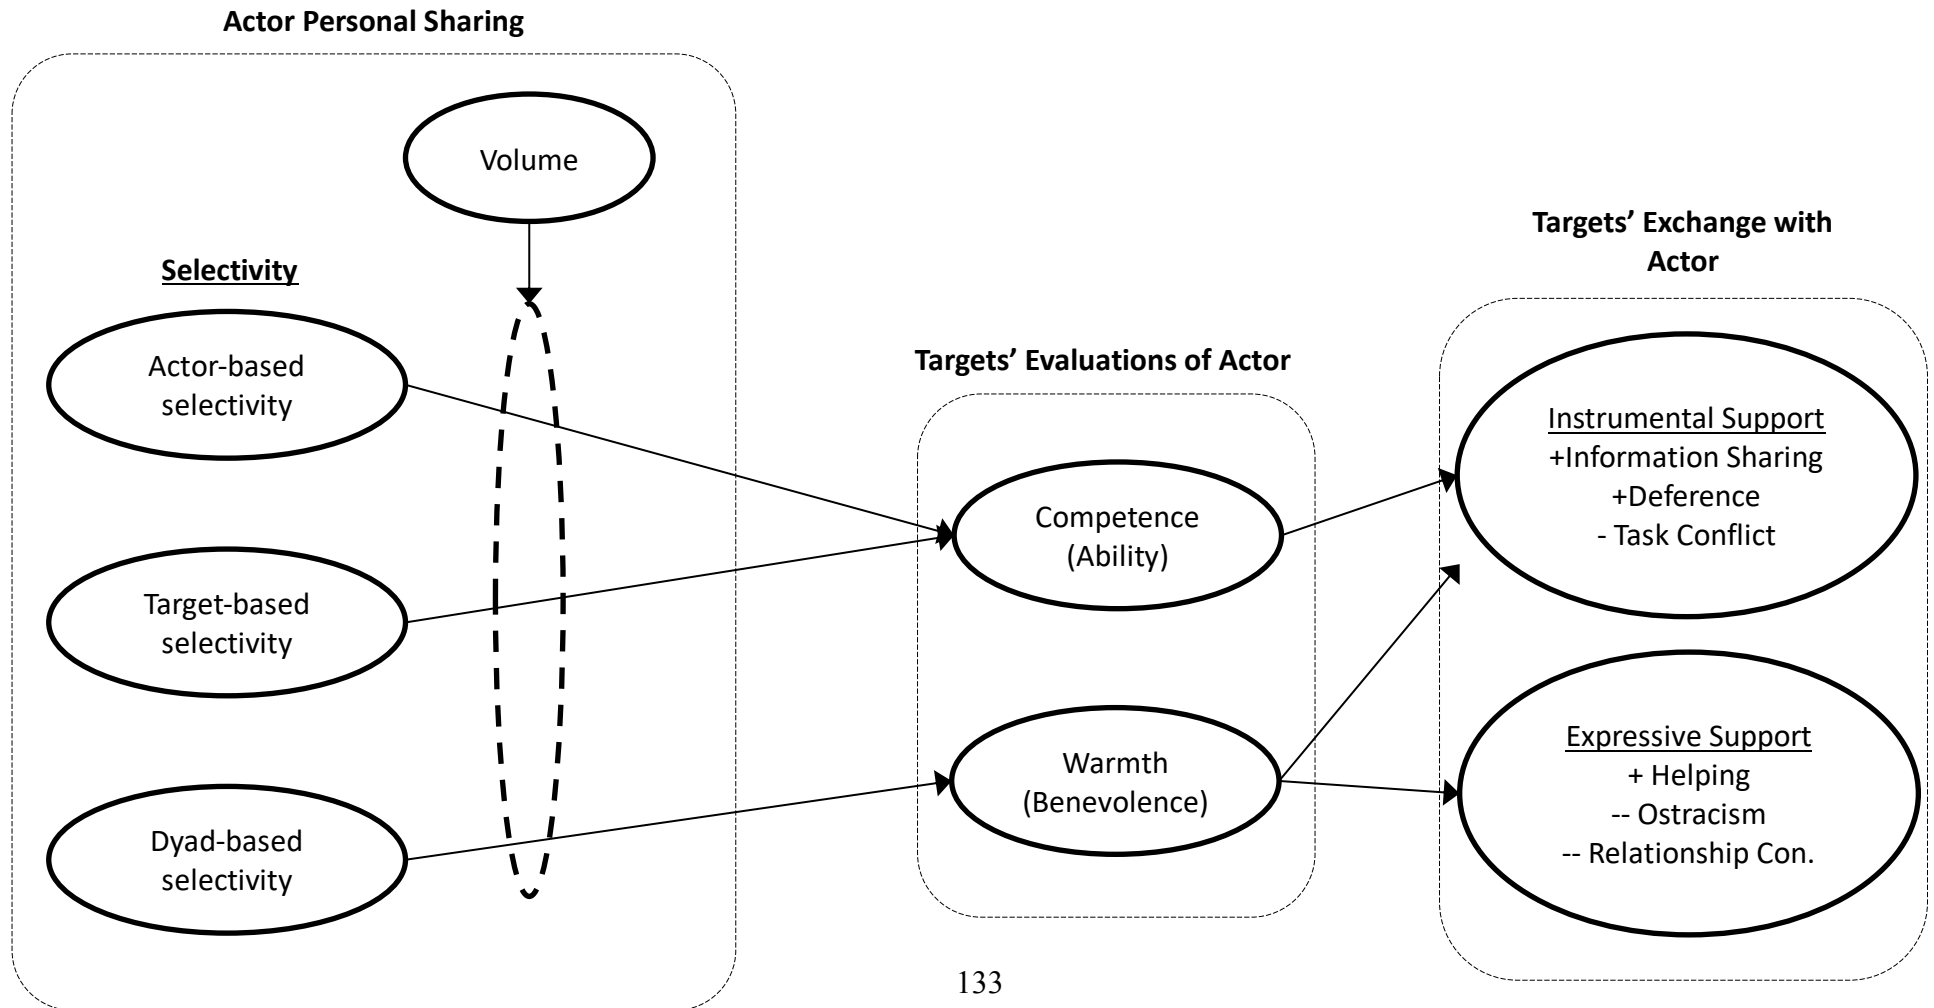 Actor Personal Sharing
Volume
Selectivity
Actor-based
selectivity
Target-based
selectivity
Dyad-based
selectivity
Targets’ Evaluations of Actor
Competence
(Ability)
Warmth
(Benevolence)
Targets’ Exchange with
Actor
Instrumental Support
+Information Sharing
+Deference
- Task Conflict
Expressive Support
+ Helping
-- Ostracism
-- Relationship Con.
133